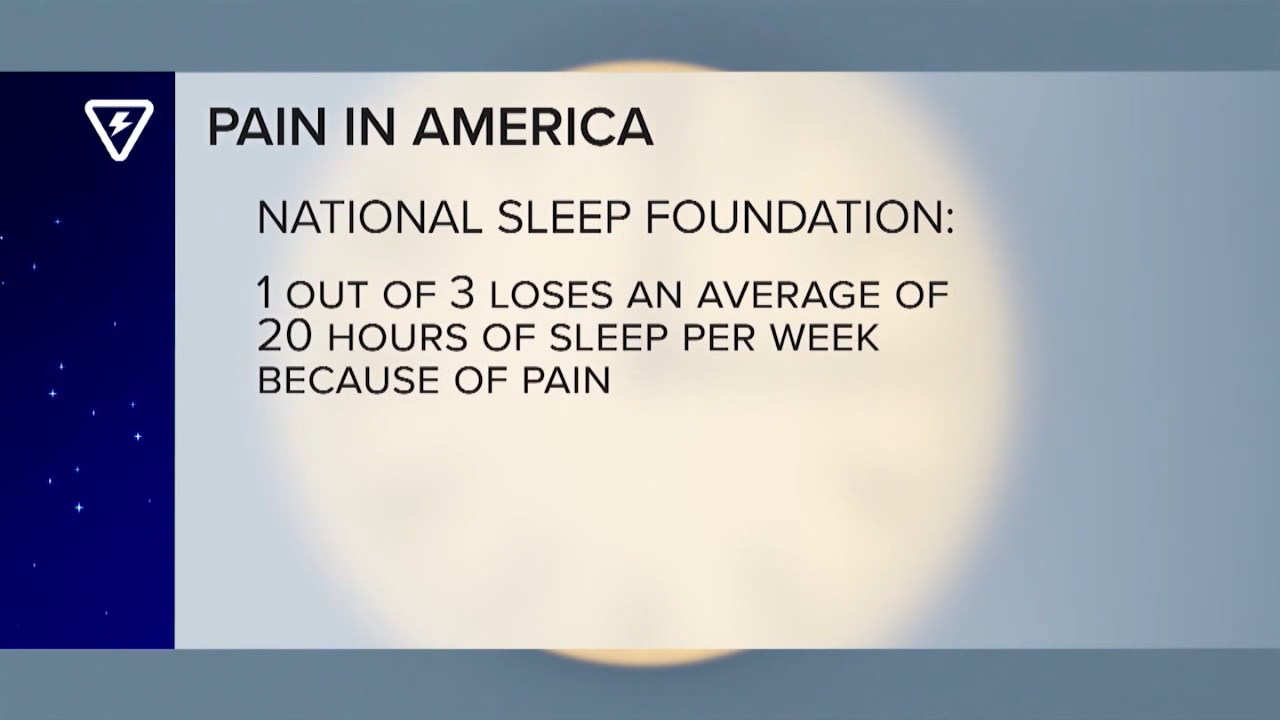 PAIN IN AMERICA
NATIONAL SLEEP FOUNDATION:
1 OUT OF 3 LOSES AN AVERAGE OF
20 HOURS OF SLEEP PER WEEK
BECAUSE OF PAIN